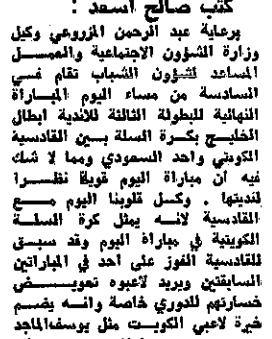 كتب صالح اسعد :
برعاية عبد الرحمن المزروعي وكيل
وزارة الشؤون الاجتماعية والعمل
المساعد لشؤون الشباب تقام في
السادسة من مساء اليوم المباراة
النهائية للبطولة الثالثة للاندية ابطال
الخليج بكرة السلة بين القادسية
الكويتي واحد السعودي ومما لا شك
فيه ان مباراة اليوم قوية نظرا
لنديتها . وكل قلوبنا اليوم مع
القادسية لانه يمثل كرة السلة
الكويتية في مباراة اليوم وقد سبق
للقادسية الفوز على احد في المباراتين
السابقتين ويريد لاعبوه تعويض
خسارتهم للدوري خاصة وانه يضم
خيرة لاعبي الكويت مثل يوسف الماجد